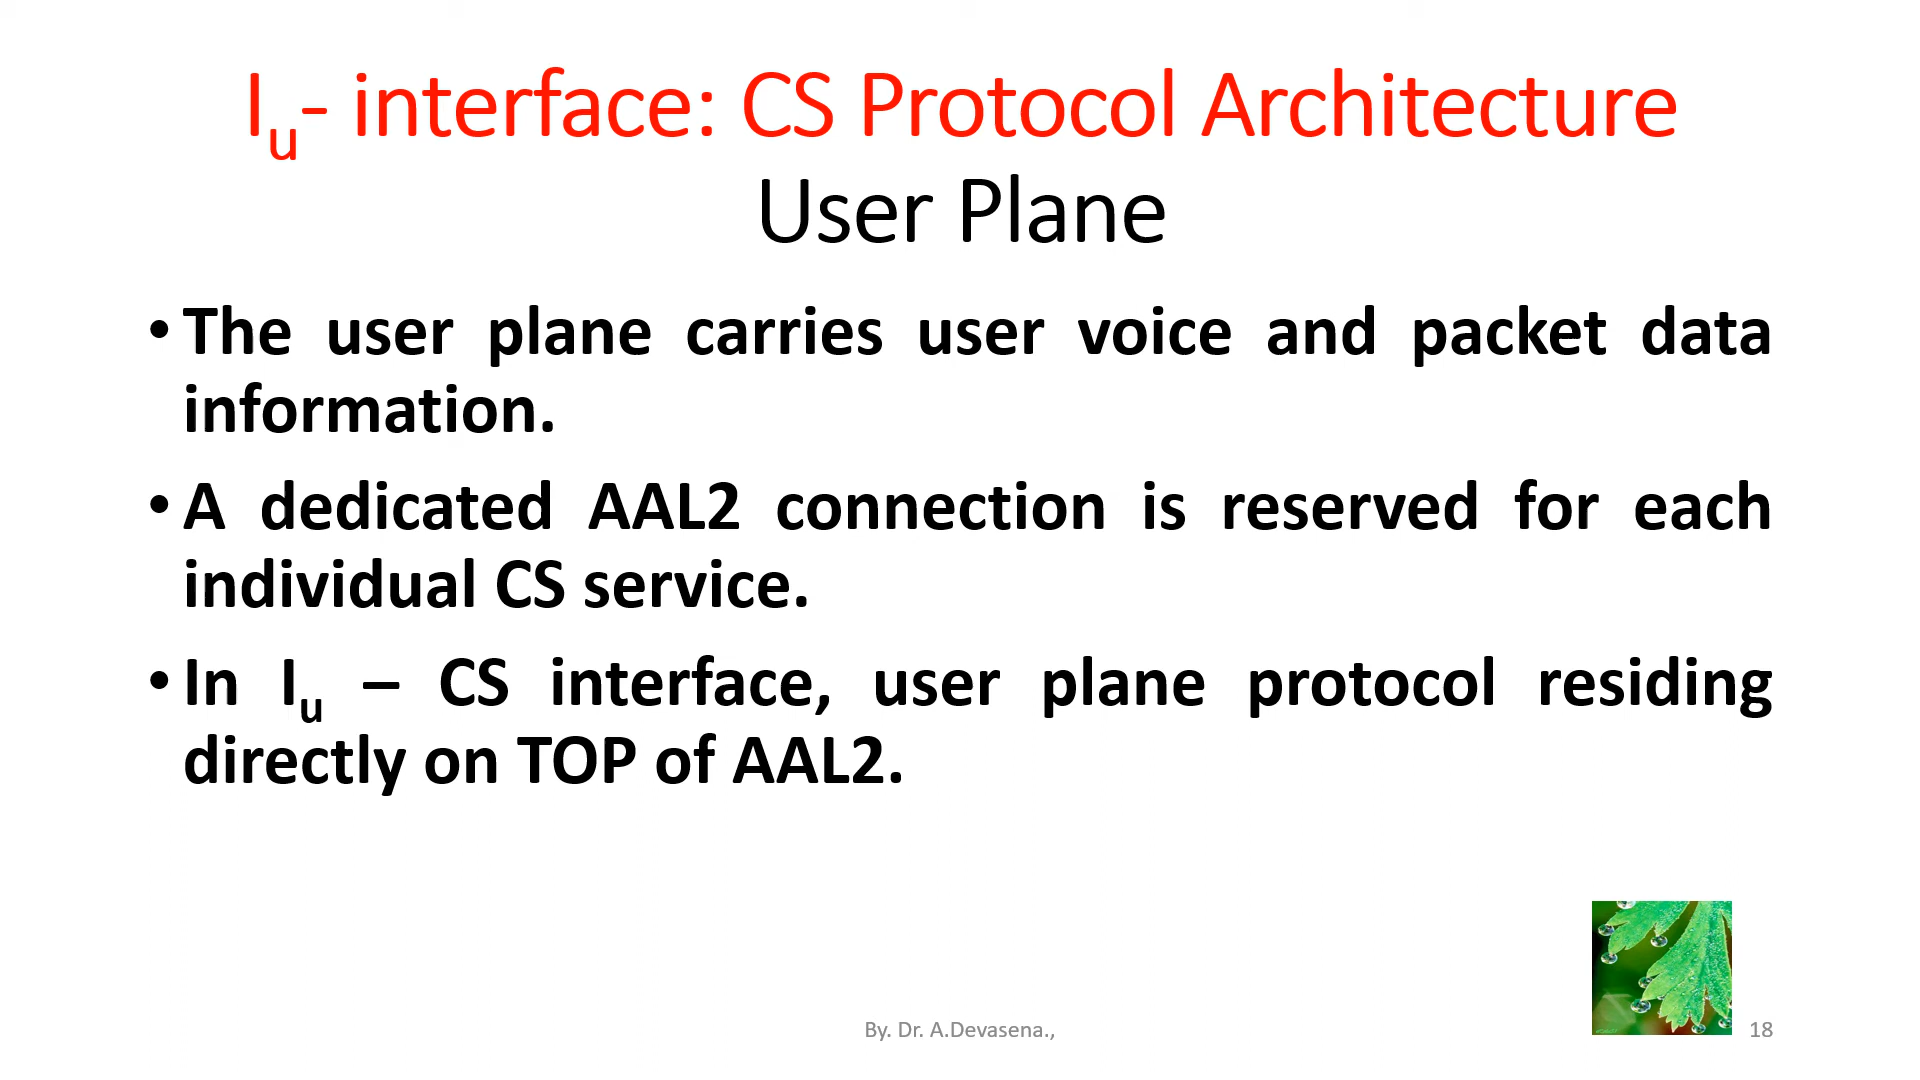 Iu- interface: CS Protocol Architecture
User Plane
• The user plane carries user voice and packet data
information.
• A dedicated AAL2 connection is reserved for each
individual CS service.
• In Iu – CS interface, user plane protocol residing
directly on TOP of AAL2.
By. Dr. A.Devasena.,
18